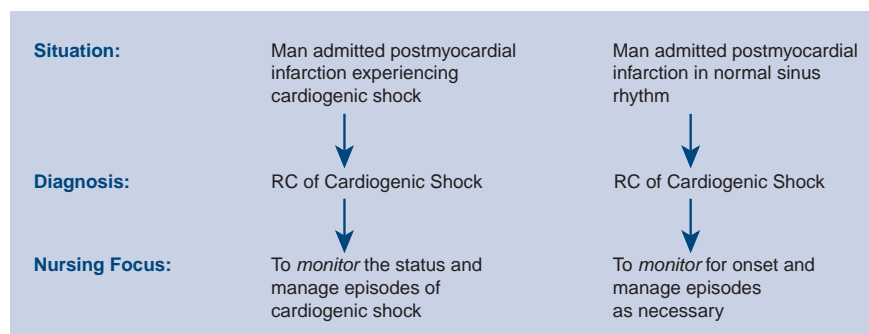 Situation:
Man admitted postmyocardial
infarction experiencing
cardiogenic shock
Man admitted postmyocardial
infarction in normal sinus
rhythm
Diagnosis:
RC of Cardiogenic Shock
RC of Cardiogenic Shock
Nursing Focus:
To monitor the status and
manage episodes of
cardiogenic shock
To monitor for onset and
manage episodes
as necessary